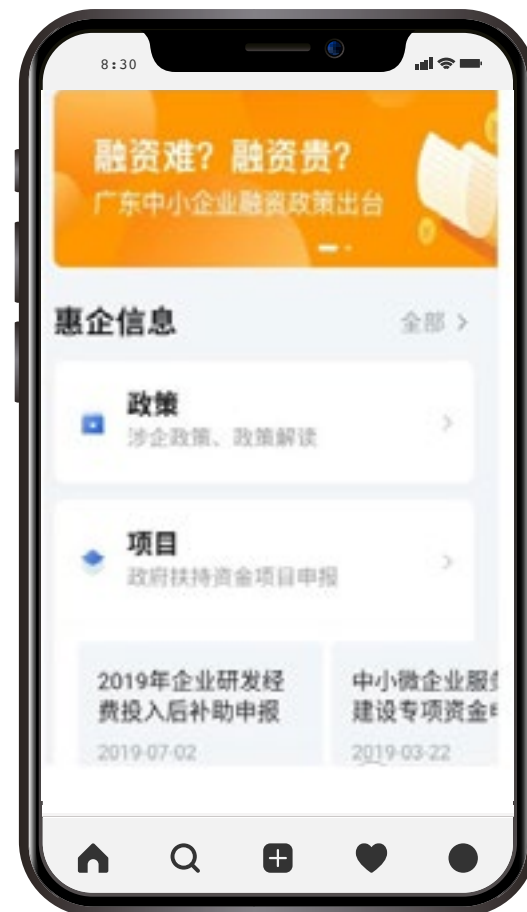 8:30
融资难？融资贵？
广东中小企业融资政策出台
惠企信息
全部 >
政策
涉企政策、政策解读
项目
政府扶持资金项目申报
2019年企业研发经
费投入后补助申报
2019-07-02
中小微企业服
建设专项资金
2019-03-22